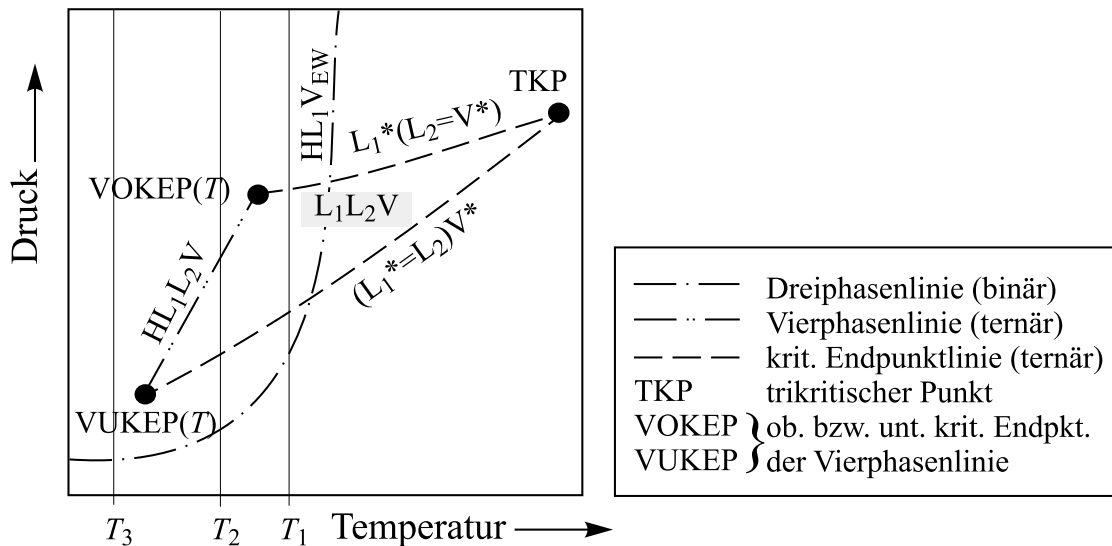 HL₁V_EW
TKP
L₁*(L₂=V*)
VOKEP(T)
L₁L₂V
(L₁*=L₂)V*
HL₁L₂V
VUKEP(T)
Druck
T₃
T₂
T₁
Temperatur
Dreiphasenlinie (binär)
Vierphasenlinie (ternär)
krit. Endpunktlinie (ternär)
TKP trikritischer Punkt
VOKEP } ob. bzw. unt. krit. Endpkt.
VUKEP der Vierphasenlinie